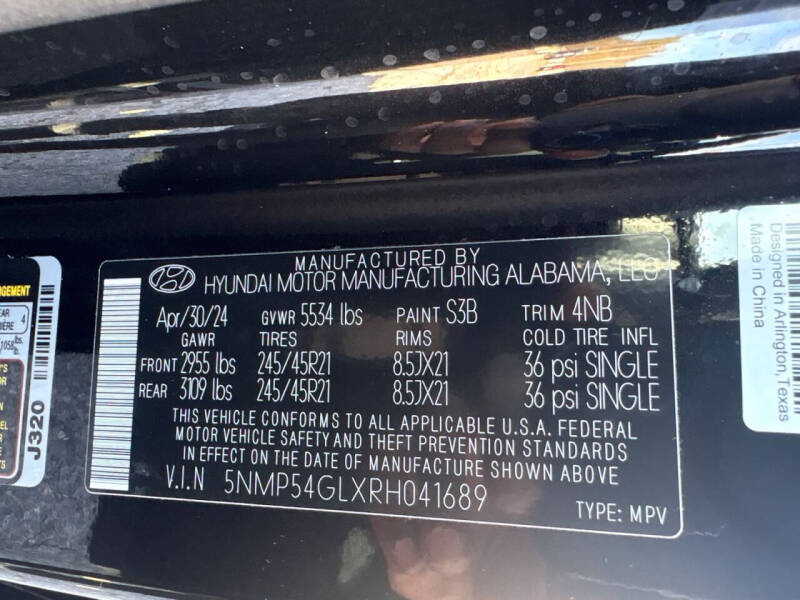 MANUFACTURED BY
HYUNDAI MOTOR MANUFACTURING ALABAMA, LLC
Apr/30/24 GVWR 5534 lbs PAINT S3B TRIM 4NB
GAWR TIRES RIMS COLD TIRE INFL
FRONT 2955 lbs 245/45R21 8.5JX21 36 psi SINGLE
REAR 3109 lbs 245/45R21 8.5JX21 36 psi SINGLE
THIS VEHICLE CONFORMS TO ALL APPLICABLE U.S.A. FEDERAL
MOTOR VEHICLE SAFETY AND THEFT PREVENTION STANDARDS
IN EFFECT ON THE DATE OF MANUFACTURE SHOWN ABOVE
V.I.N 5NMP54GLXRH041689
TYPE: MPV
J320
4
Designed in Arlington, Texas
Made in China